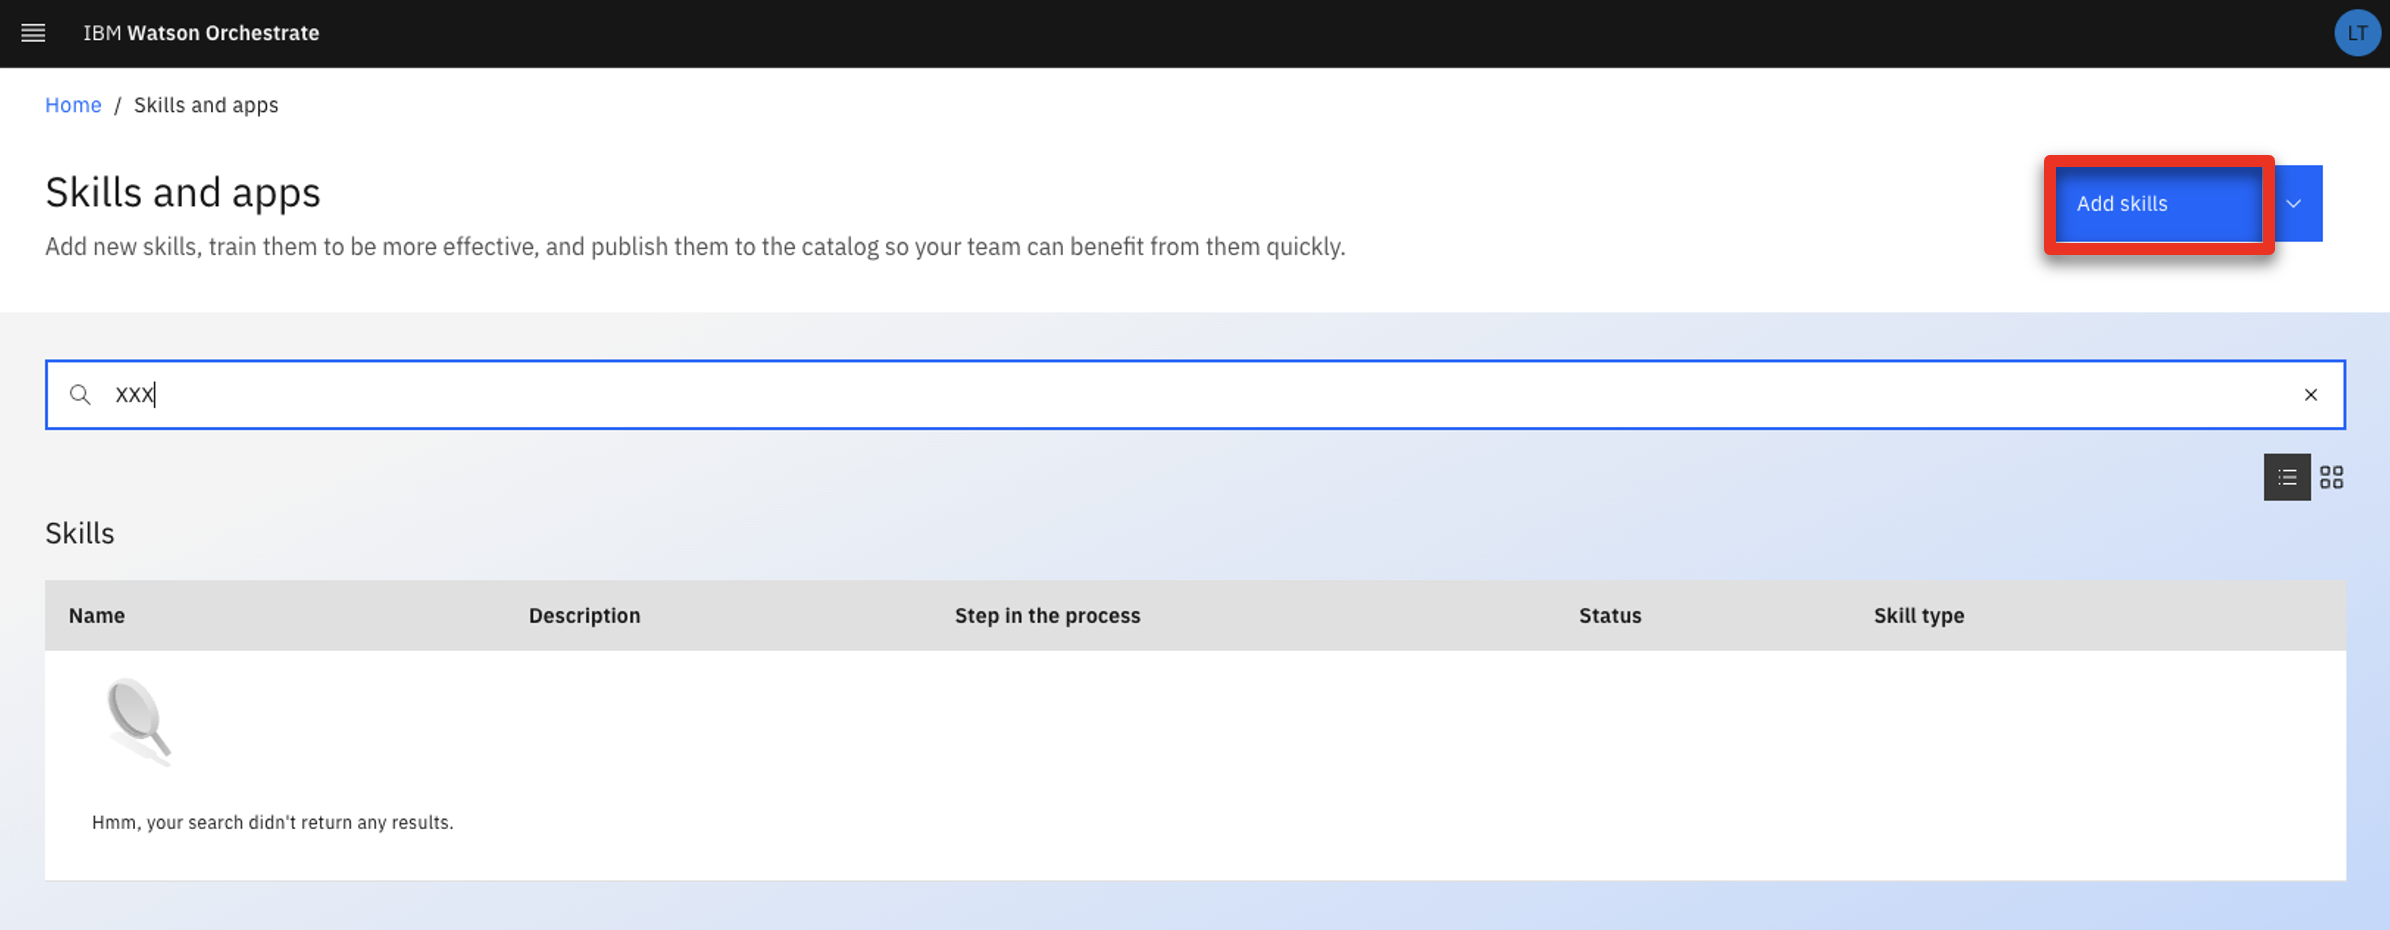 IBM Watson Orchestrate
LT
Home / Skills and apps
Skills and apps
Add new skills, train them to be more effective, and publish them to the catalog so your team can benefit from them quickly.
Add skills
XXX
Skills
Name Description Step in the process Status Skill type
Hmm, your search didn't return any results.